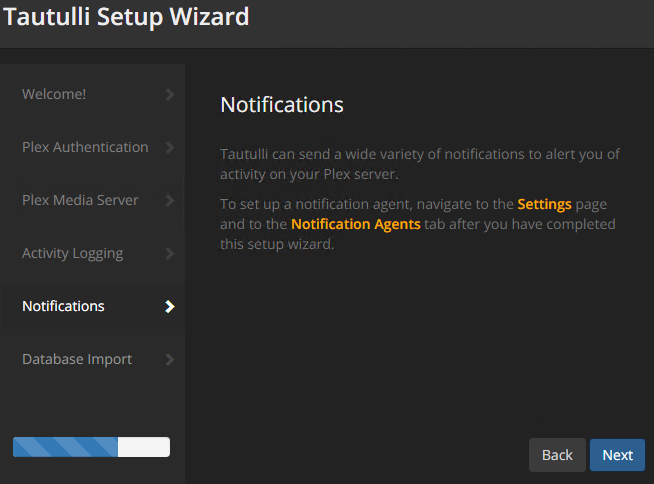 Tautulli Setup Wizard
Welcome!
Plex Authentication
Plex Media Server
Activity Logging
Notifications
Database Import
Notifications
Tautulli can send a wide variety of notifications to alert you of
activity on your Plex server.
To set up a notification agent, navigate to the Settings page
and to the Notification Agents tab after you have completed
this setup wizard.
Back
Next